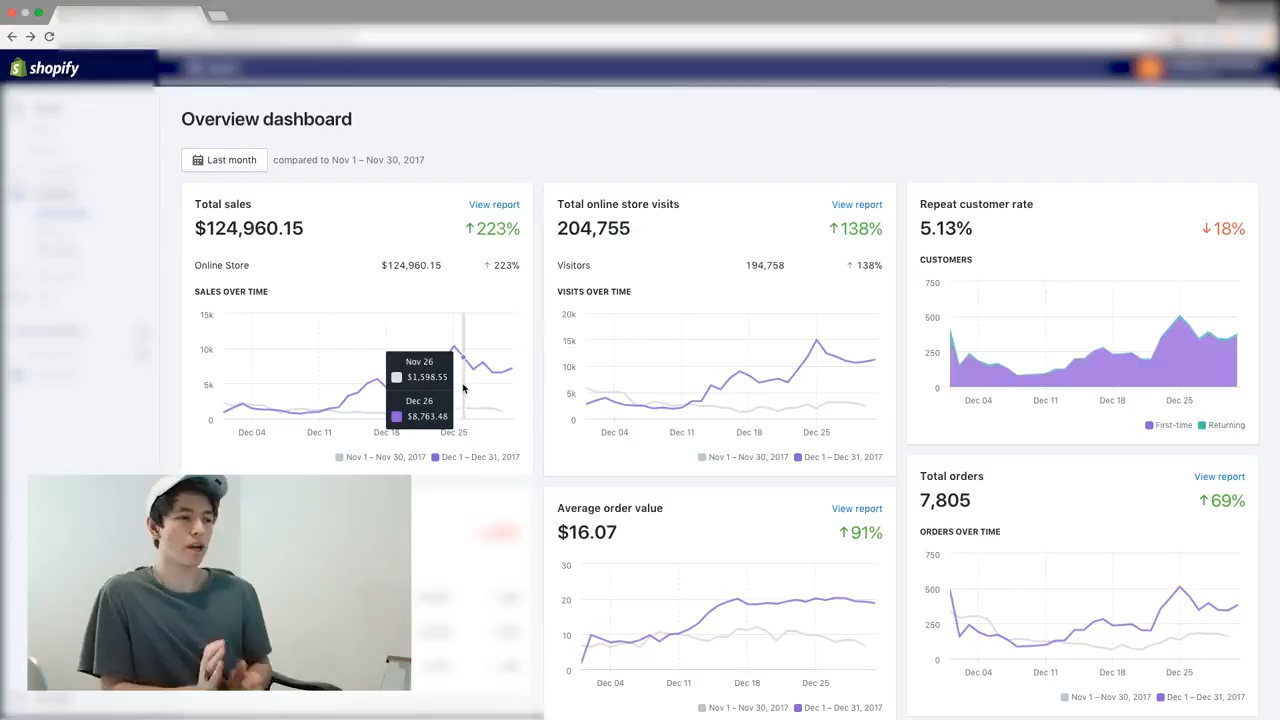 shopify
Overview dashboard
Last month compared to Nov 1 – Nov 30, 2017
Total sales
View report
$124,960.15
↑223%
Online Store $124,960.15 ↑ 223%
SALES OVER TIME
15k
10k
5k
0
Nov 26
$1,598.55
Dec 26
$8,763.48
Dec 04 Dec 11 Dec 18 Dec 25
Nov 1 – Nov 30, 2017 Dec 1 – Dec 31, 2017
Total online store visits
View report
204,755
↑138%
Visitors 194,758 ↑ 138%
VISITS OVER TIME
20k
15k
10k
5k
0
Dec 04 Dec 11 Dec 18 Dec 25
Nov 1 – Nov 30, 2017 Dec 1 – Dec 31, 2017
Repeat customer rate
5.13%
↓18%
CUSTOMERS
750
500
250
0
Dec 04 Dec 11 Dec 18 Dec 25
First-time Returning
Average order value
View report
$16.07
↑91%
30
20
10
0
Dec 04 Dec 11 Dec 18 Dec 25
Nov 1 – Nov 30, 2017 Dec 1 – Dec 31, 2017
Total orders
View report
7,805
↑69%
ORDERS OVER TIME
750
500
250
0
Dec 04 Dec 11 Dec 18 Dec 25
Nov 1 – Nov 30, 2017 Dec 1 – Dec 31, 2017